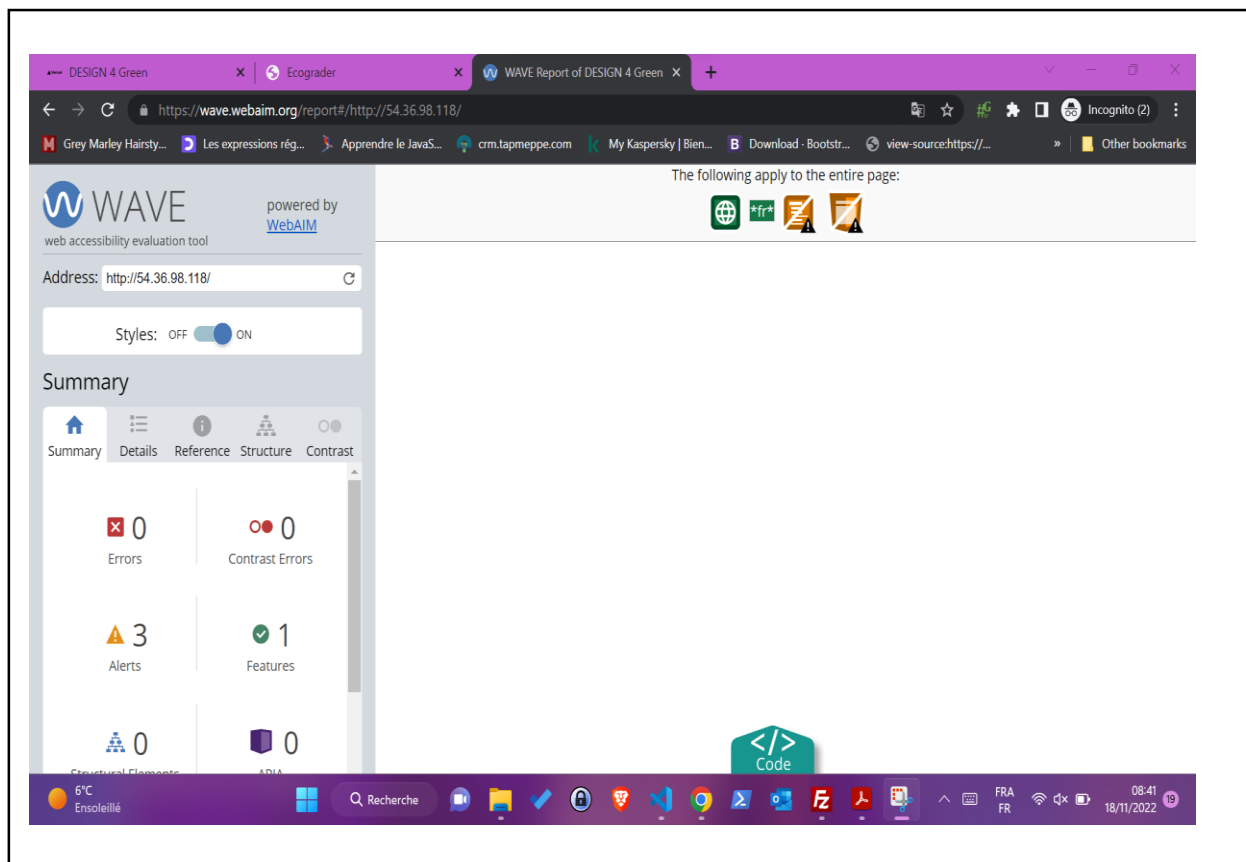 DESIGN 4 Green
Ecograder
WAVE Report of DESIGN 4 Green
https://wave.webaim.org/report#/http://54.36.98.118/
Incognito (2)
Grey Marley Hairsty...
Les expressions rég...
Apprendre le JavaS...
crm.tapmeppe.com
My Kaspersky | Bien...
Download · Bootstr...
view-source:https://...
»
Other bookmarks
WAVE
web accessibility evaluation tool
powered by
WebAIM
Address: http://54.36.98.118/
Styles: OFF ON
Summary
Summary Details Reference Structure Contrast
0
Errors
0
Contrast Errors
3
Alerts
1
Features
0
Structural Elements
0
ARIA
The following apply to the entire page:
*fr*
</>
Code
6°C
Ensoleillé
Recherche
FRA
FR
08:41
18/11/2022
19